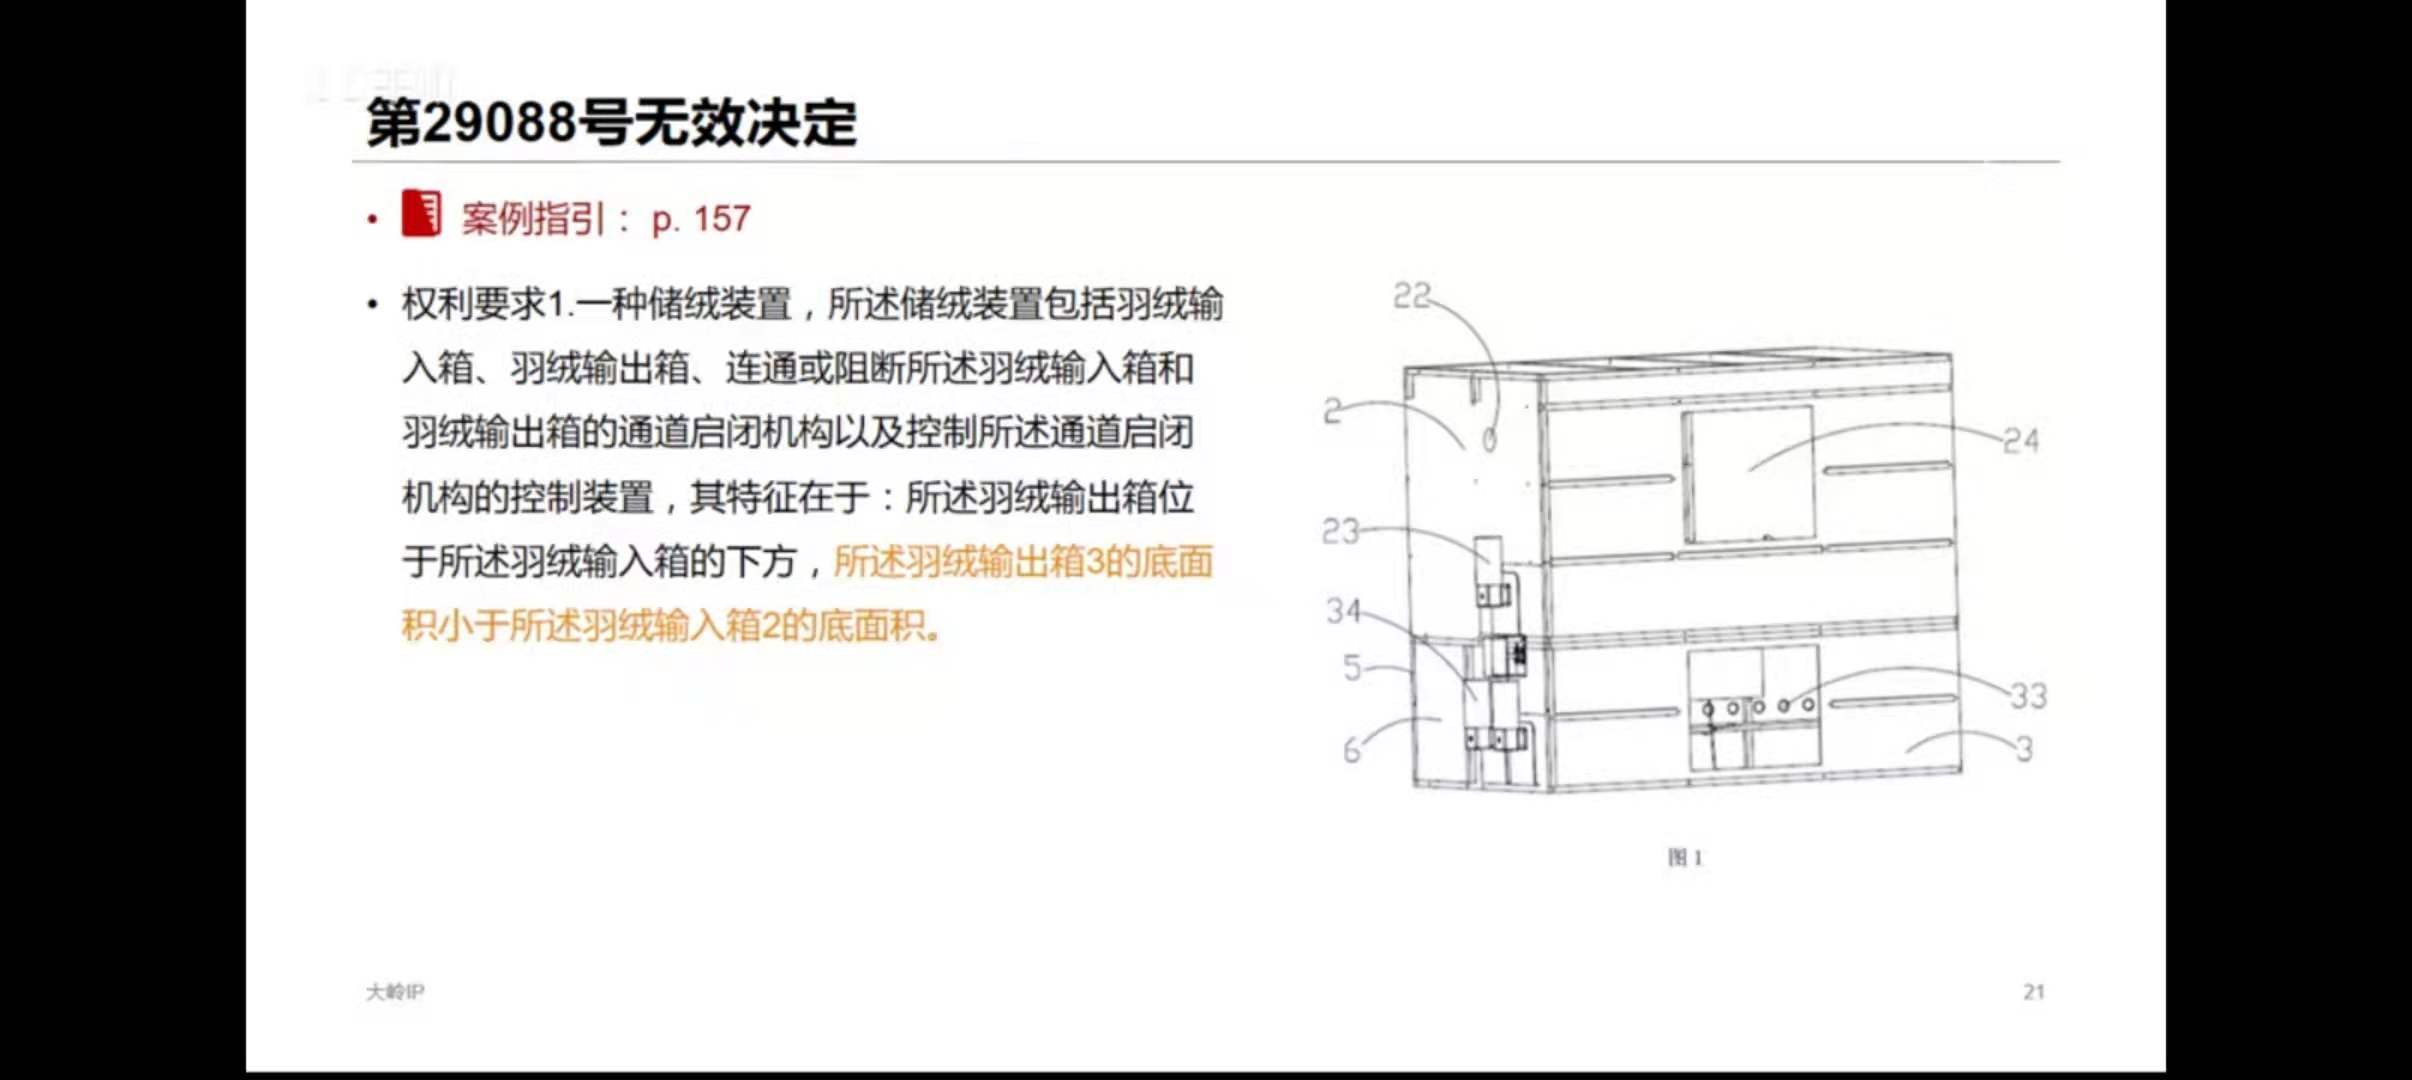 第29088号无效决定
• 案例指引： p. 157
• 权利要求1.一种储绒装置，所述储绒装置包括羽绒输
入箱、羽绒输出箱、连通或阻断所述羽绒输入箱和
羽绒输出箱的通道启闭机构以及控制所述通道启闭
机构的控制装置，其特征在于：所述羽绒输出箱位
于所述羽绒输入箱的下方，所述羽绒输出箱3的底面
积小于所述羽绒输入箱2的底面积。
22
2
24
23
34
5
33
6
3
图 1
大岭IP
21